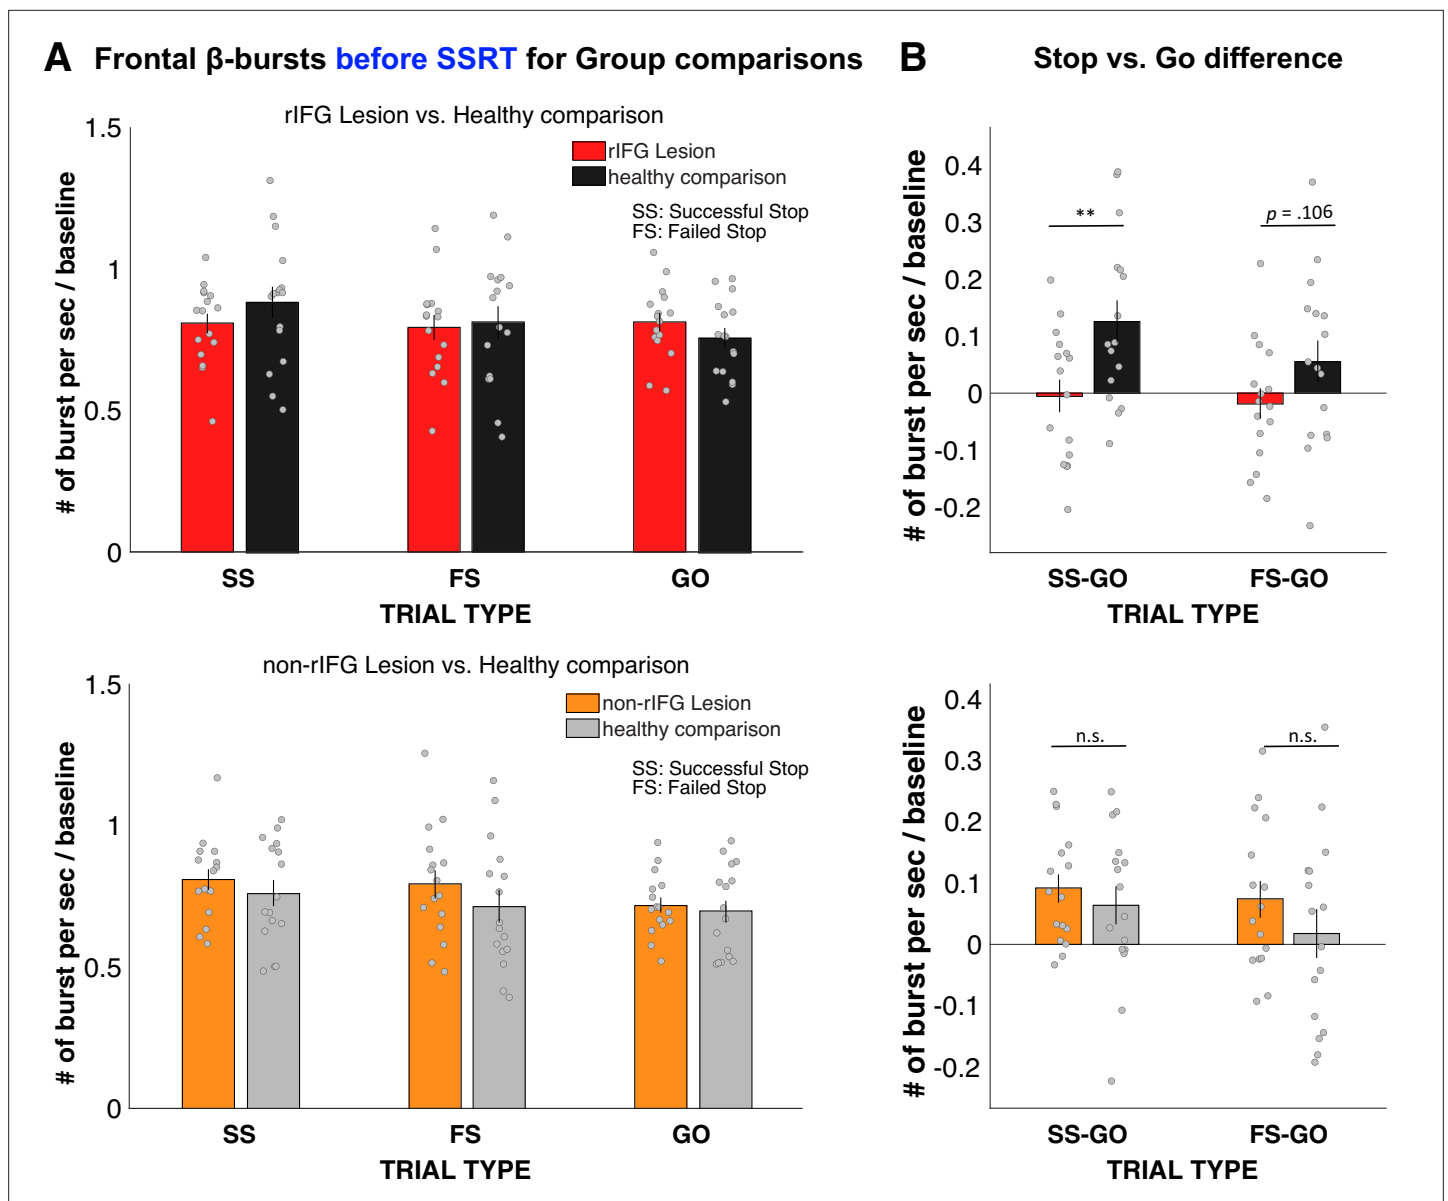 A Frontal β-bursts before SSRT for Group comparisons
rIFG Lesion vs. Healthy comparison
1.5
1
0.5
0
# of burst per sec / baseline
rIFG Lesion
healthy comparison
SS: Successful Stop
FS: Failed Stop
SS FS GO
TRIAL TYPE
B Stop vs. Go difference
0.4
0.3
0.2
0.1
0
-0.1
-0.2
# of burst per sec / baseline
**
p = .106
SS-GO FS-GO
TRIAL TYPE
non-rIFG Lesion vs. Healthy comparison
1.5
1
0.5
0
# of burst per sec / baseline
non-rIFG Lesion
healthy comparison
SS: Successful Stop
FS: Failed Stop
SS FS GO
TRIAL TYPE
0.4
0.3
0.2
0.1
0
-0.1
-0.2
# of burst per sec / baseline
n.s.
n.s.
SS-GO FS-GO
TRIAL TYPE